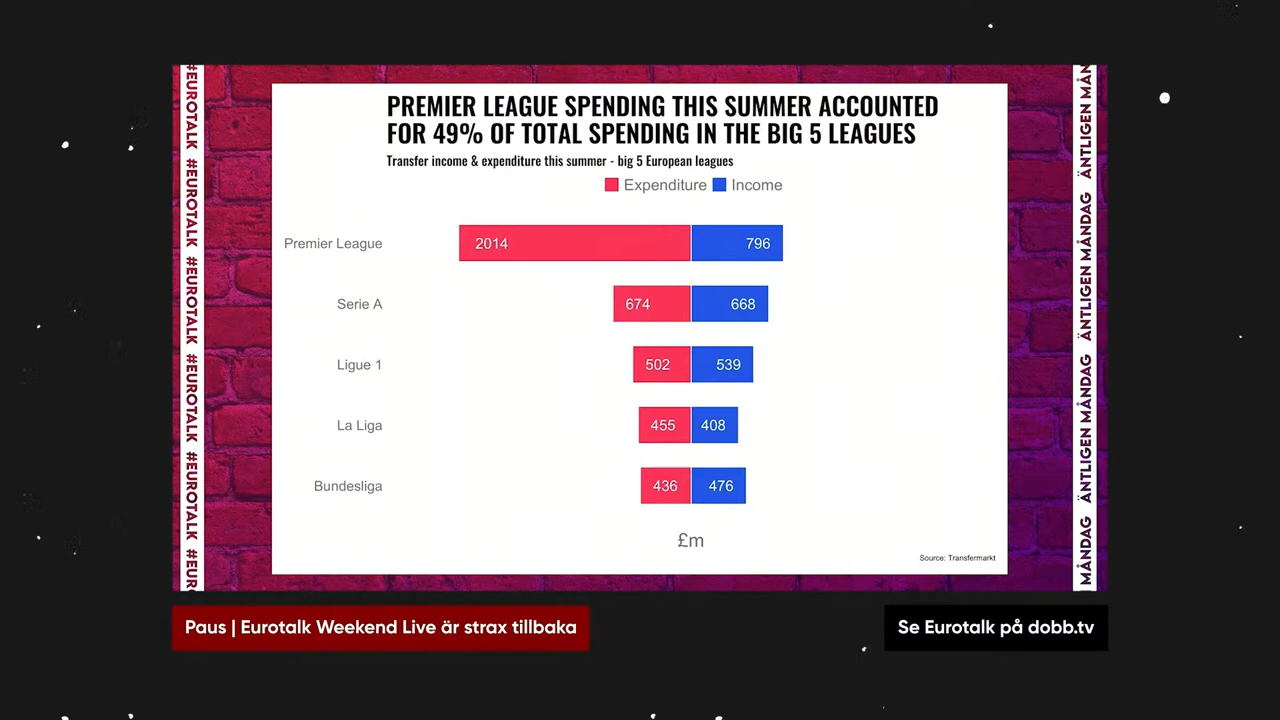 PREMIER LEAGUE SPENDING THIS SUMMER ACCOUNTED
FOR 49% OF TOTAL SPENDING IN THE BIG 5 LEAGUES
Transfer income & expenditure this summer - big 5 European leagues
Expenditure Income
Premier League 2014 796
Serie A 674 668
Ligue 1 502 539
La Liga 455 408
Bundesliga 436 476
£m
Source: Transfermarkt
#EUROTALK #EUROTALK #EUROTALK #EUROTALK #EUROTALK #EUR
MÅNDAG ÄNTLIGEN MÅNDAG ÄNTLIGEN MÅNDAG ÄNTLIGEN MÅN
Paus | Eurotalk Weekend Live är strax tillbaka
Se Eurotalk på dobb.tv